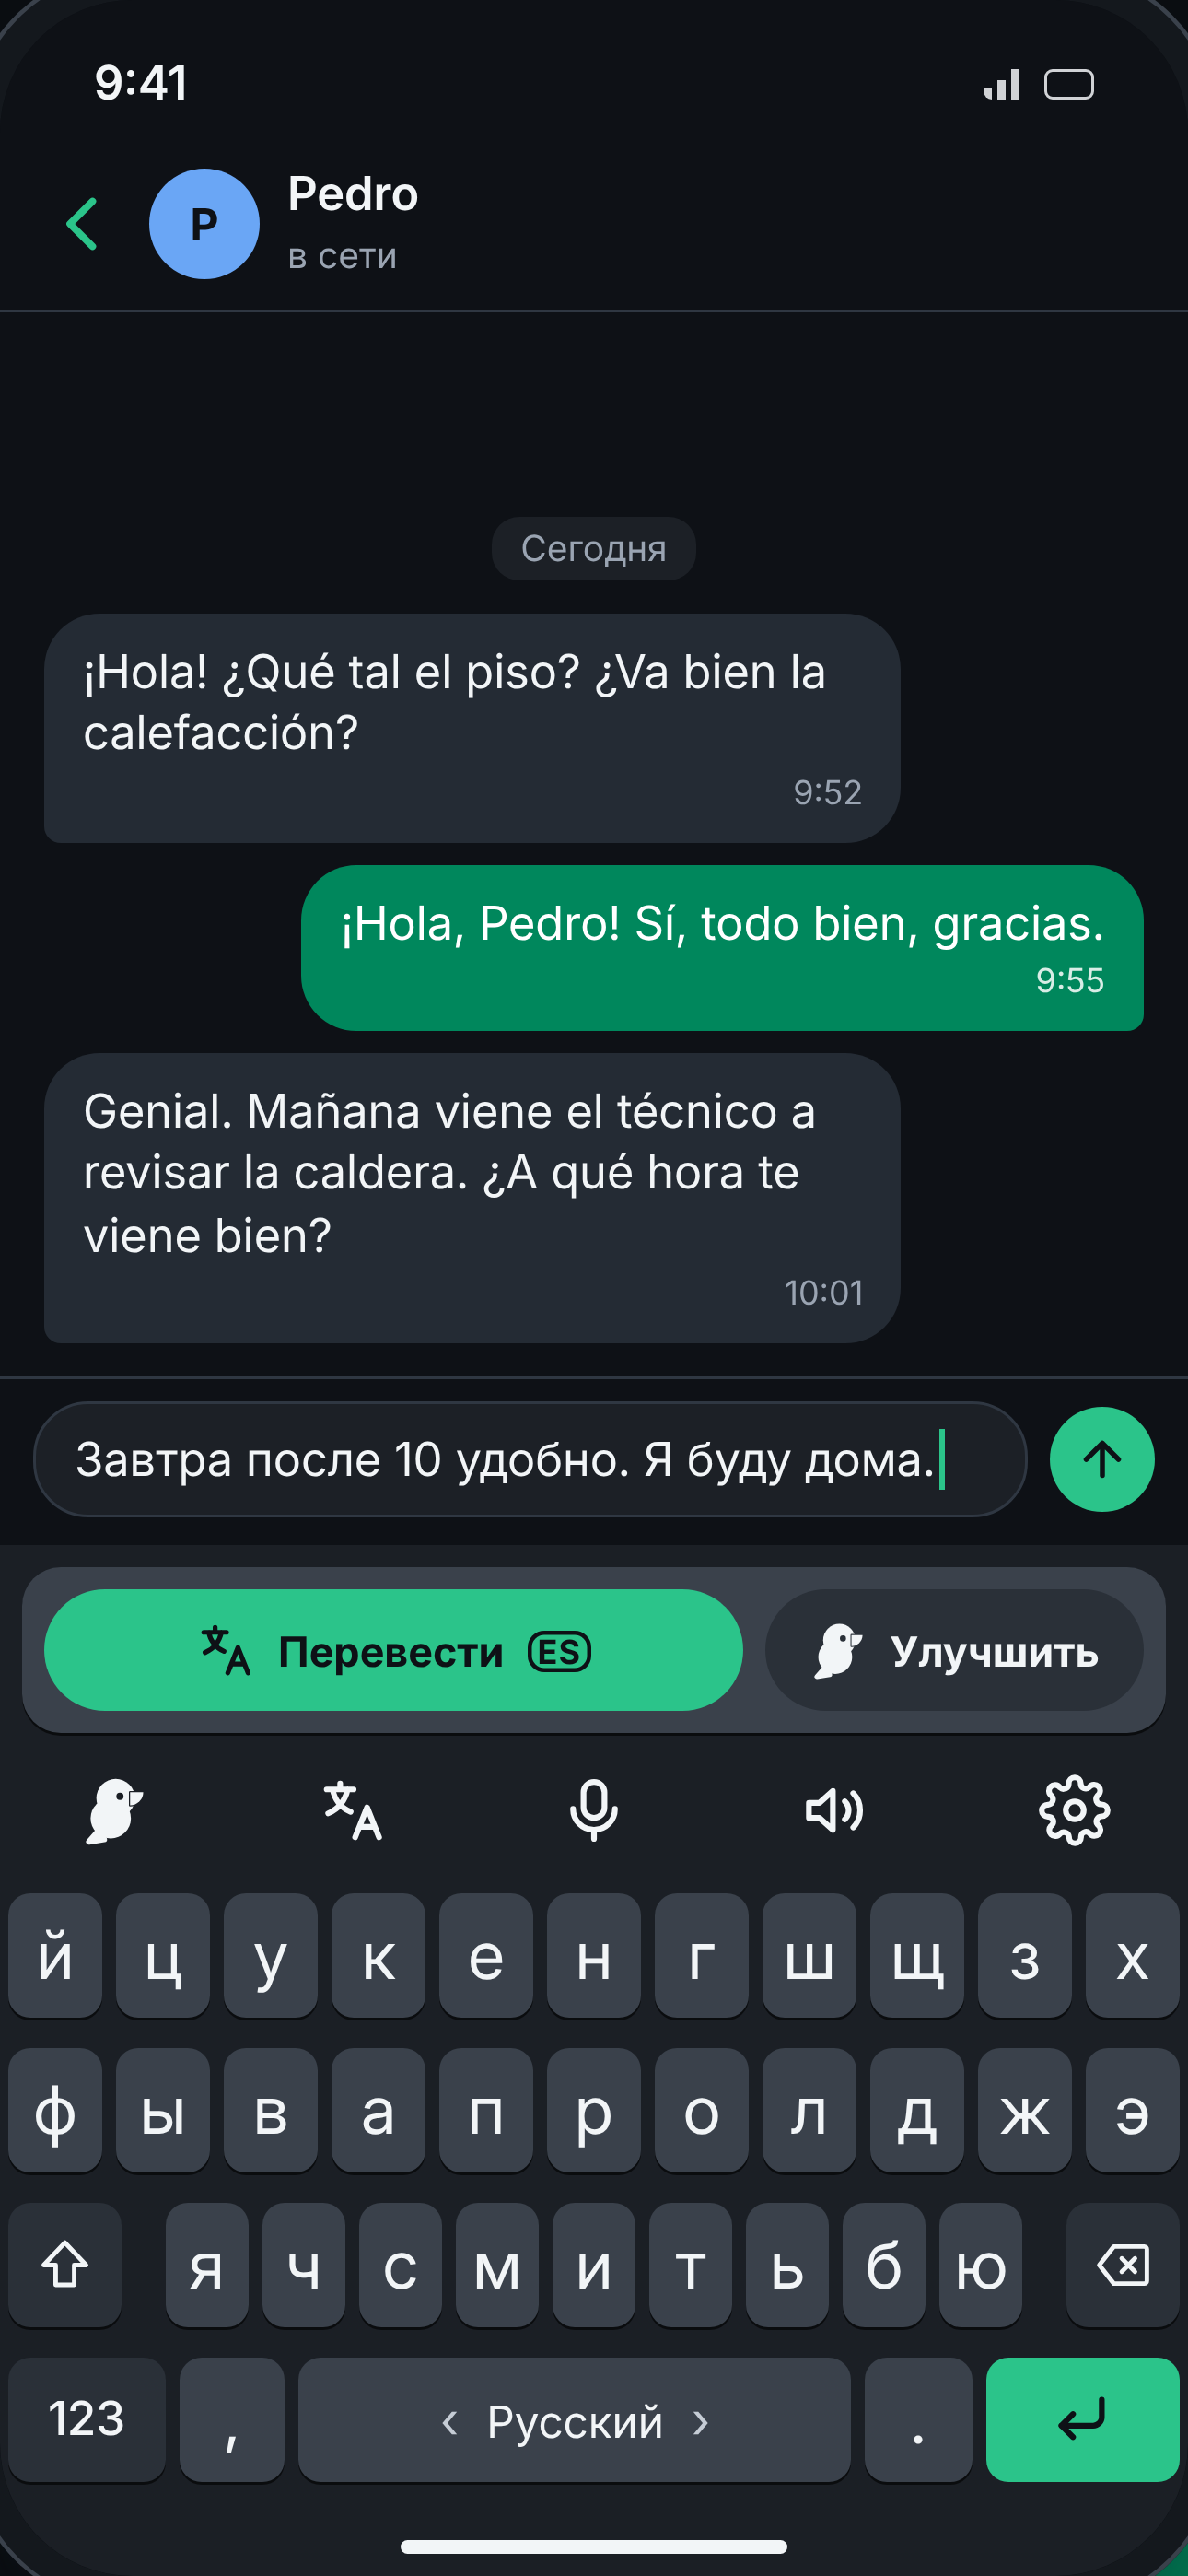 9:41
P
Pedro
в сети
Сегодня
¡Hola! ¿Qué tal el piso? ¿Va bien la
calefacción?
9:52
¡Hola, Pedro! Sí, todo bien, gracias.
9:55
Genial. Mañana viene el técnico a
revisar la caldera. ¿A qué hora te
viene bien?
10:01
Завтра после 10 удобно. Я буду дома.
Перевести ES Улучшить
й ц у к е н г ш щ з х
ф ы в а п р о л д ж э
я ч с м и т ь б ю
123 , ‹ Русский › .